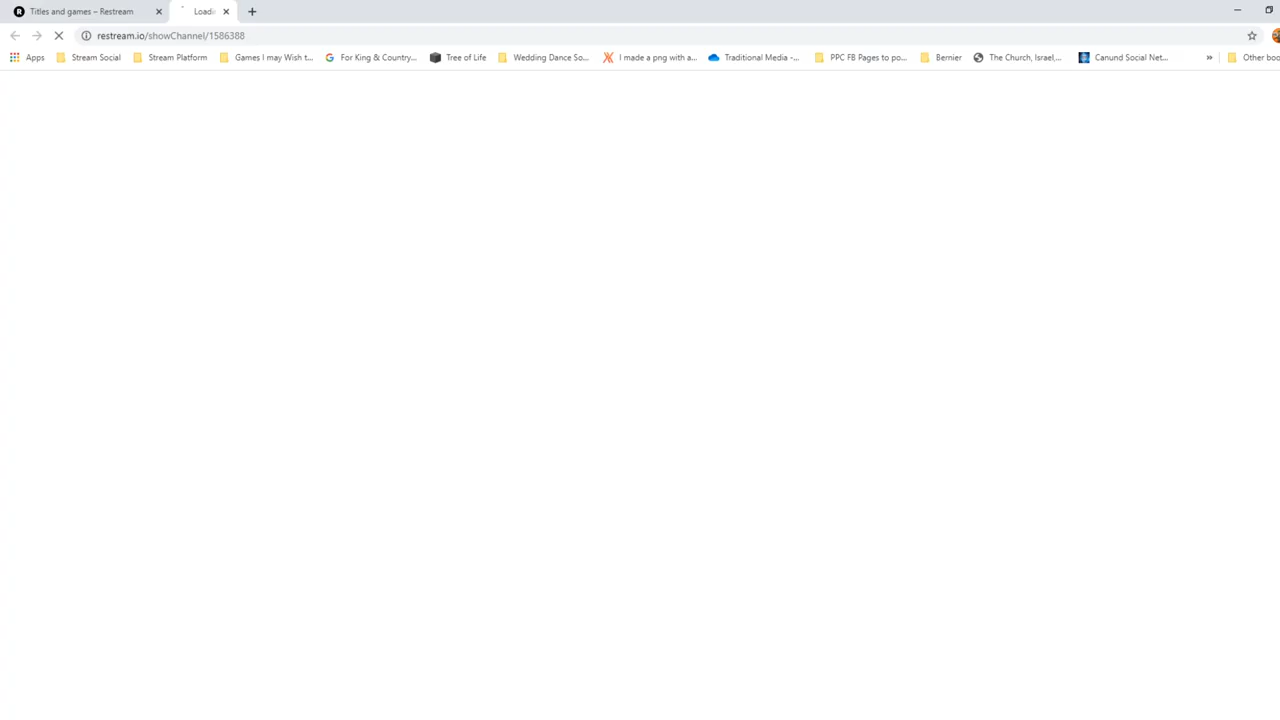 R Titles and games – Restream
Loadi
restream.io/showChannel/1586388
Apps Stream Social Stream Platform Games I may Wish t... For King & Country... Tree of Life Wedding Dance So... I made a png with a... Traditional Media -... PPC FB Pages to po... Bernier The Church, Israel,... Canund Social Net... » Other boo